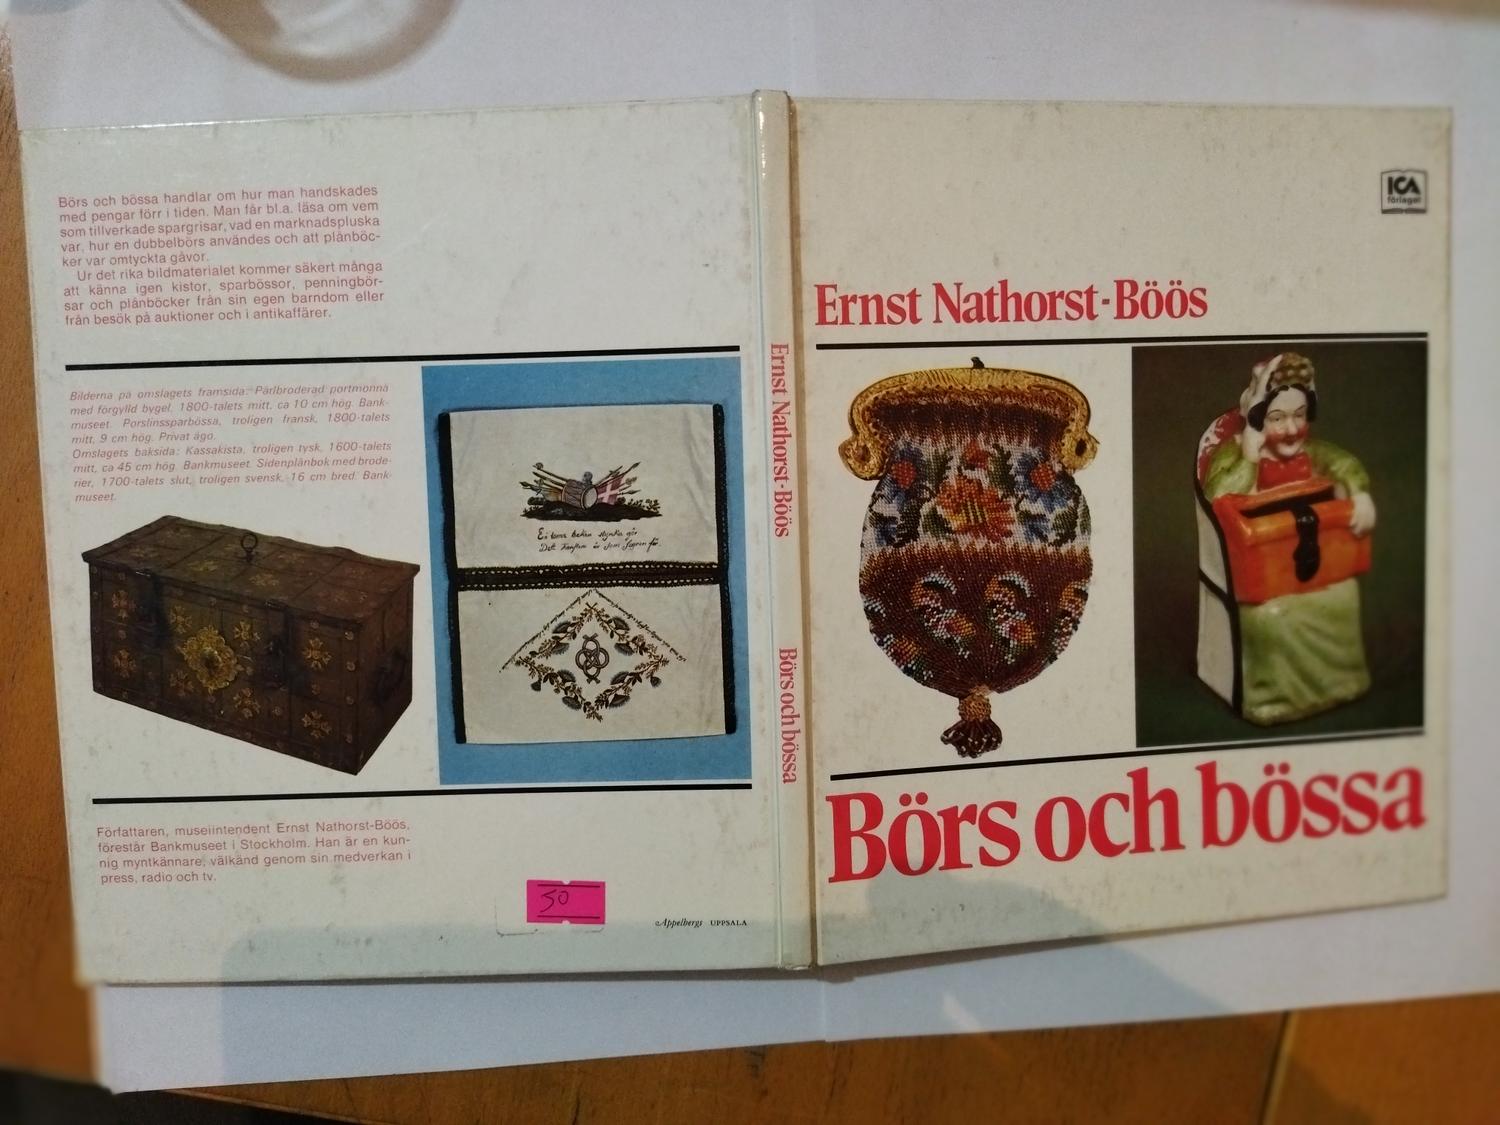 Börs och bössa handlar om hur man handskades
med pengar förr i tiden. Man får bl.a. läsa om vem
som tillverkade spargrisar, vad en marknadspluska
var, hur en dubbelbörs användes och att plånböc-
ker var omtyckta gåvor.
Ur det rika bildmaterialet kommer säkert många
att känna igen kistor, sparbössor, penningbör-
sar och plånböcker från sin egen barndom eller
från besök på auktioner och i antikaffärer.
Bilderna på omslagets framsida: Pärlbroderad portmonnä
med förgylld bygel, 1800-talets mitt, ca 10 cm hög. Bank-
museet. Porslinssparbössa, troligen fransk, 1800-talets
mitt, 9 cm hög. Privat ägo.
Omslagets baksida: Kassakista, troligen tysk, 1600-talets
mitt, ca 45 cm hög. Bankmuseet. Sidenplånbok med brode-
rier, 1700-talets slut, troligen svensk, 16 cm bred. Bank-
museet.
Författaren, museiintendent Ernst Nathorst-Böös,
förestår Bankmuseet i Stockholm. Han är en kun-
nig myntkännare, välkänd genom sin medverkan i
press, radio och tv.
50
Appelbergs UPPSALA
Ernst Nathorst-Böös
Börs och bössa
ICA
förlaget
Ernst Nathorst-Böös
Börs och bössa